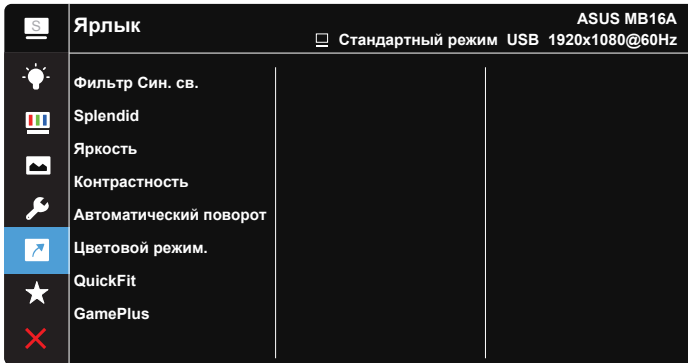 S
Ярлык
ASUS MB16A
Стандартный режим USB 1920x1080@60Hz
Фильтр Син. св.
Splendid
Яркость
Контрастность
Автоматический поворот
Цветовой режим.
QuickFit
GamePlus